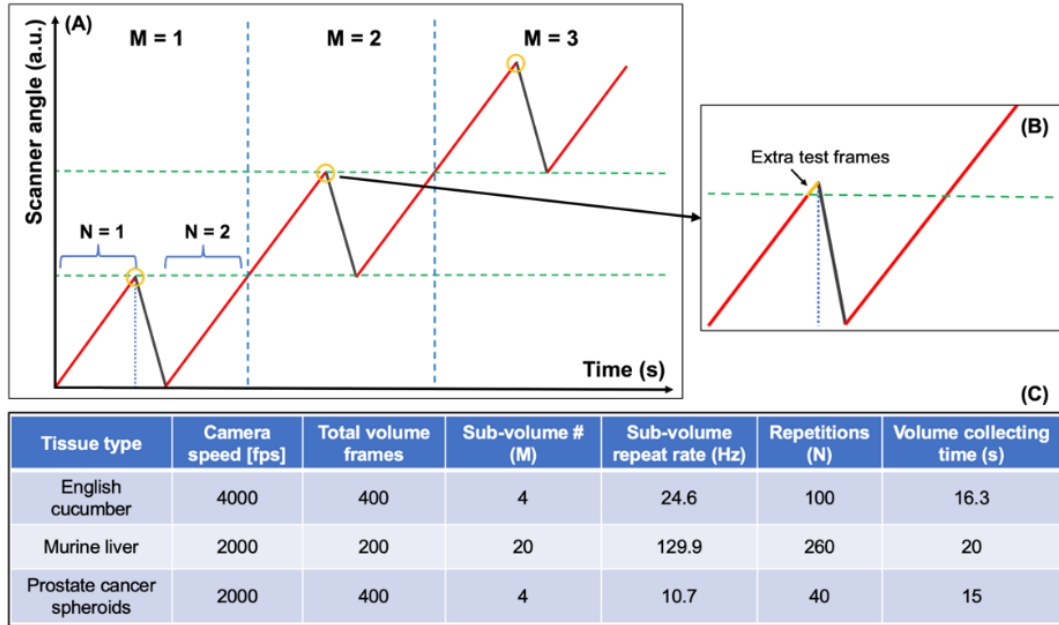 (A)
M = 1
M = 2
M = 3
Scanner angle (a.u.)
N = 1
N = 2
Time (s)
(B)
Extra test frames
(C)
Tissue type
Camera
speed [fps]
Total volume
frames
Sub-volume #
(M)
Sub-volume
repeat rate (Hz)
Repetitions
(N)
Volume collecting
time (s)
English
cucumber
4000
400
4
24.6
100
16.3
Murine liver
2000
200
20
129.9
260
20
Prostate cancer
spheroids
2000
400
4
10.7
40
15